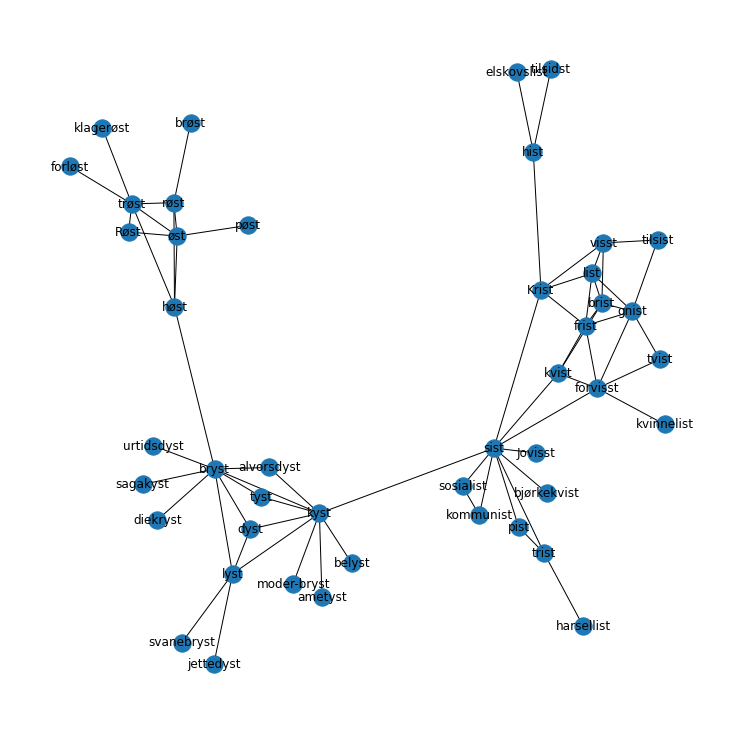 elskovslist
tilsidst
brøst
klagerøst
hist
forløst
trøst
røst
pøst
Røst
øst
visst
tilsist
list
Krist
brist
høst
gnist
frist
tvist
kvist
forvisst
kvinnelist
urtidsdyst
sist
Jovisst
bryst
alvorsdyst
sagakyst
sosialist
tyst
bjørkekvist
diekryst
kyst
kommunist
dyst
pist
trist
belyst
lyst
moder-bryst
ametyst
harsellist
svanebryst
jettedyst